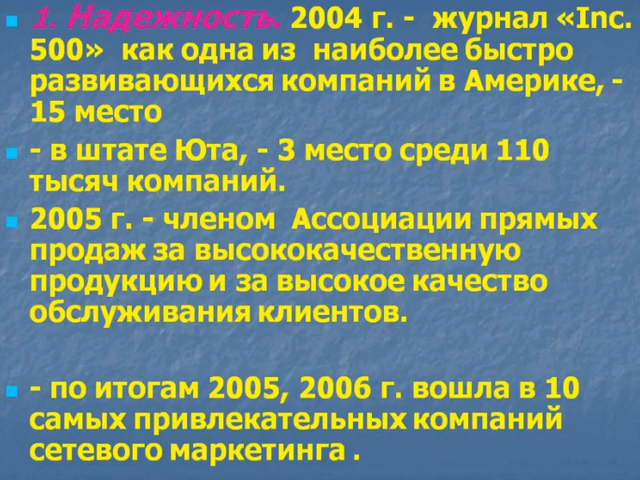 1. Надежность. 2004 г. - журнал «Inc.
500» как одна из наиболее быстро
развивающихся компаний в Америке, -
15 место
- в штате Юта, - 3 место среди 110
тысяч компаний.
2005 г. - членом Ассоциации прямых
продаж за высококачественную
продукцию и за высокое качество
обслуживания клиентов.
- по итогам 2005, 2006 г. вошла в 10
самых привлекательных компаний
сетевого маркетинга .